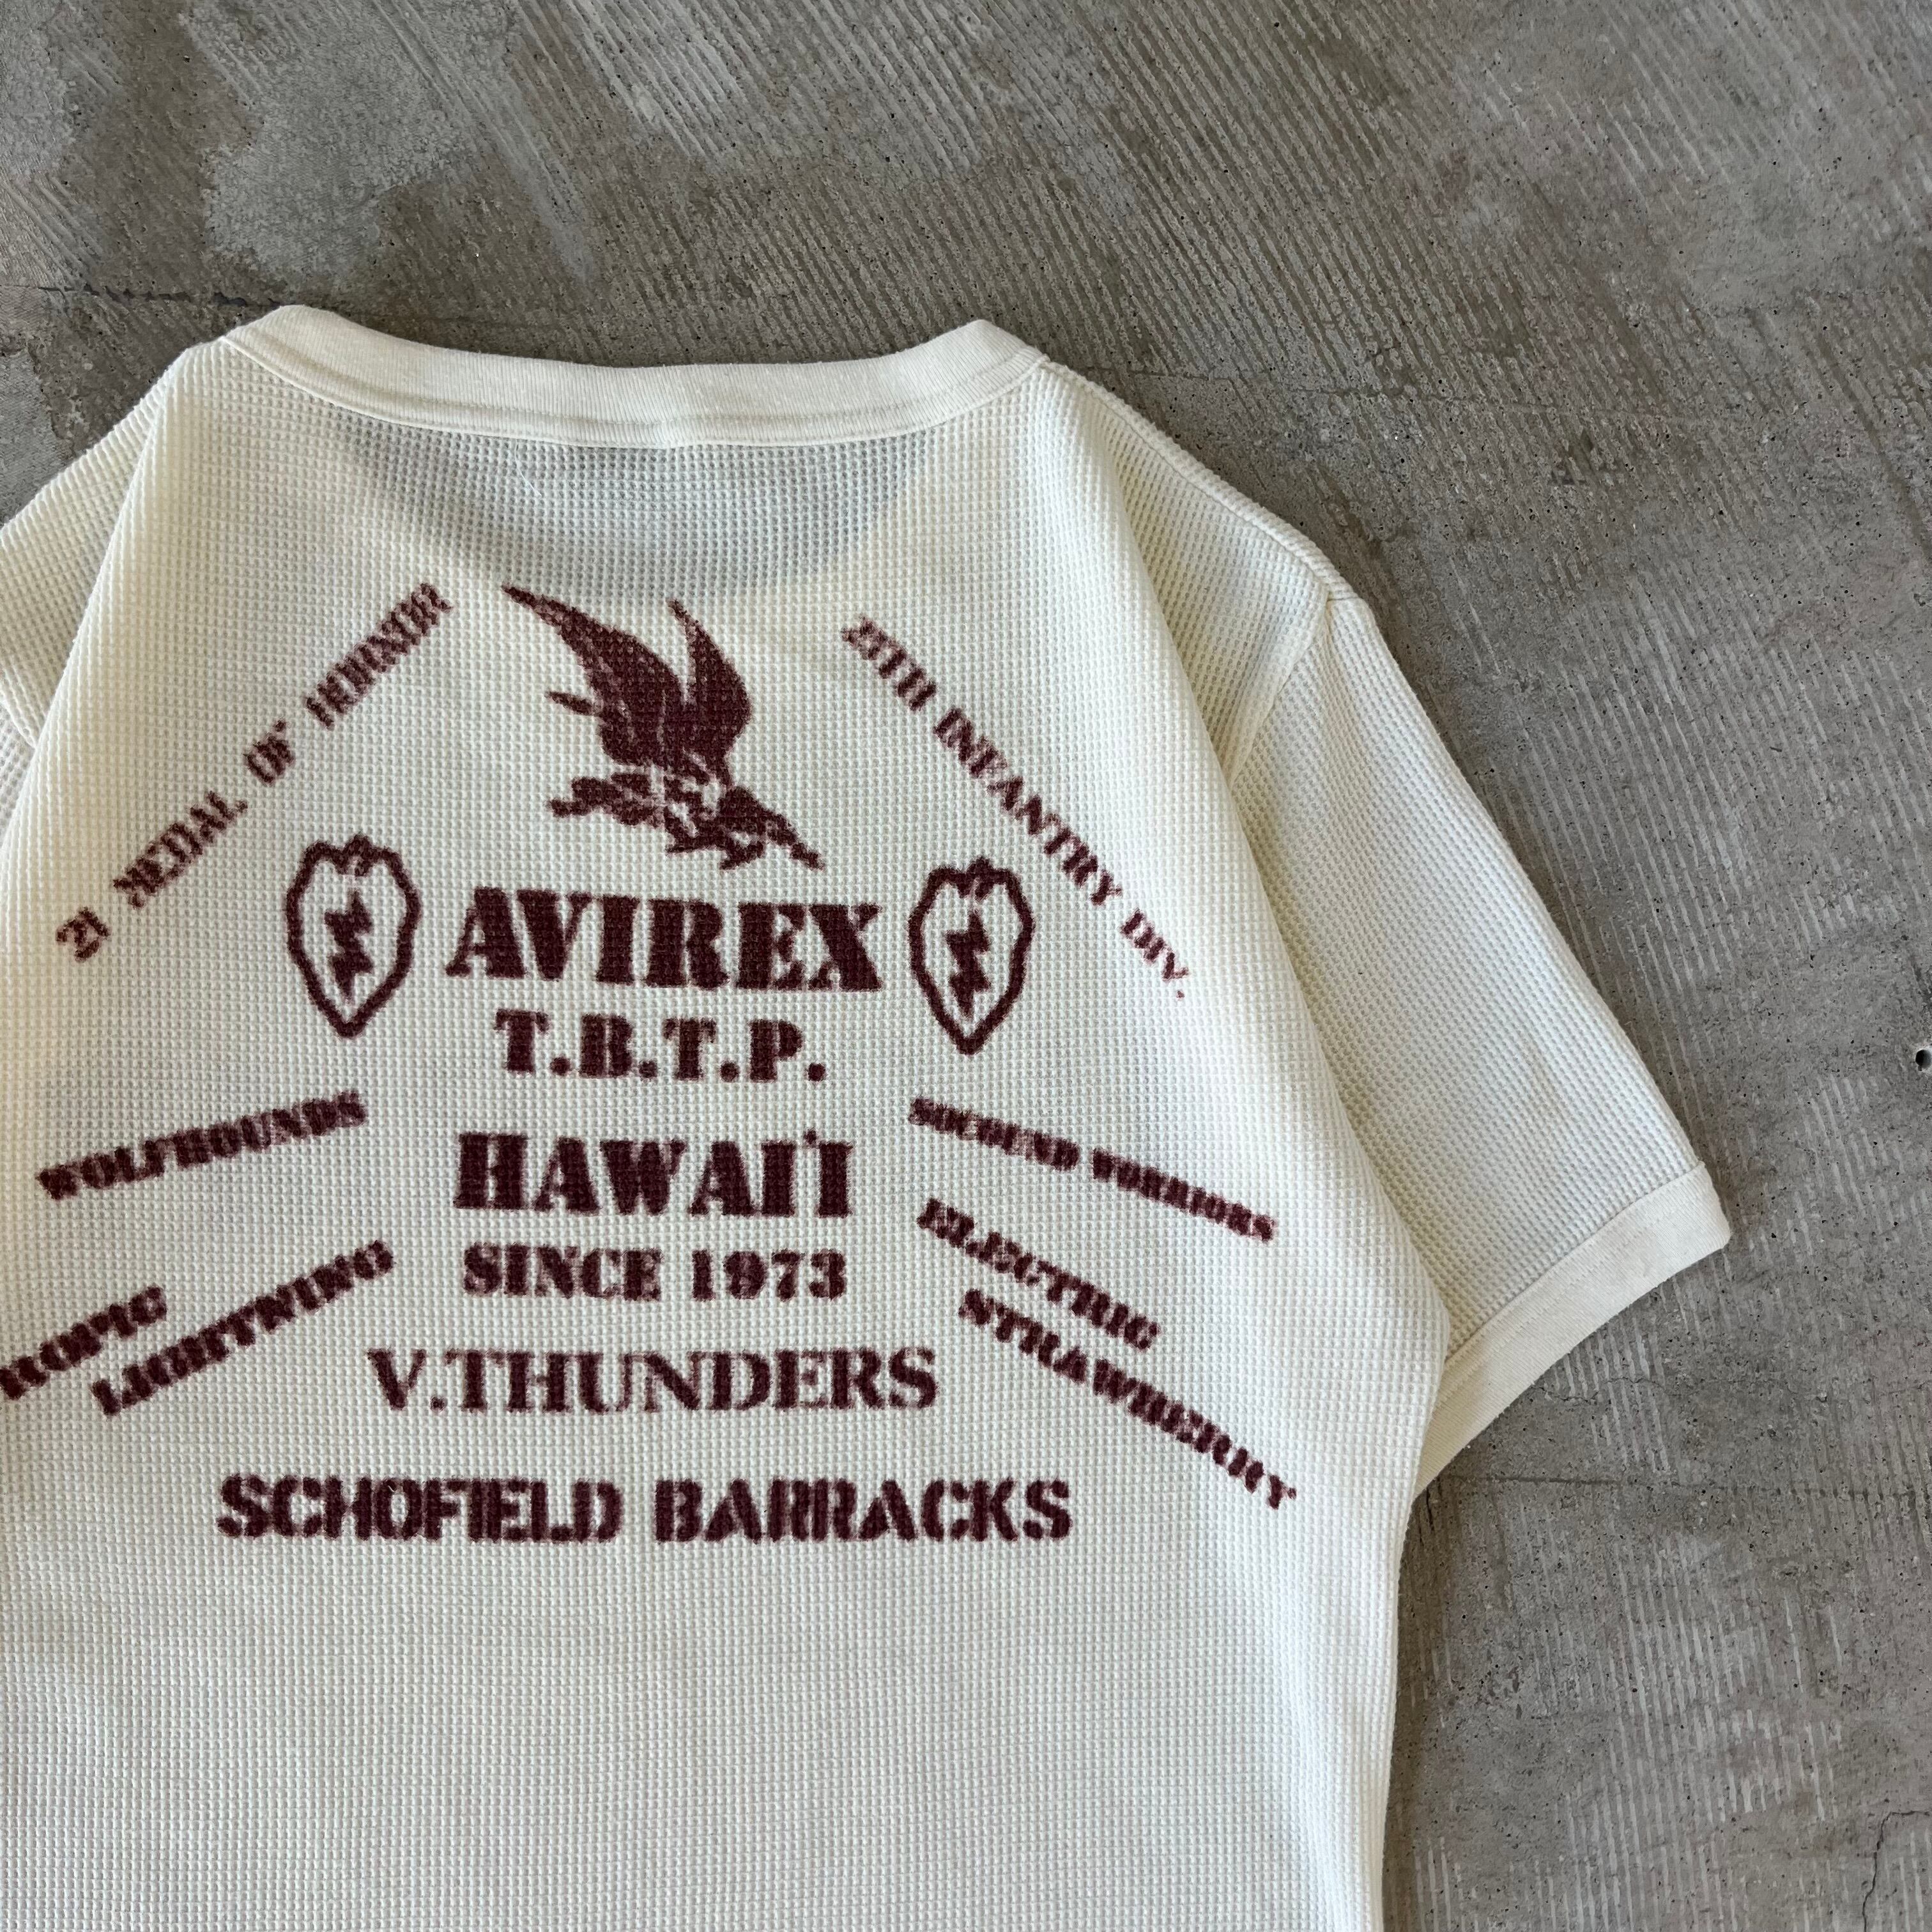 21 MEDAL OF HONOR
25TH INFANTRY DIV.
AVIREX
T.B.T.P.
WOLFHOUNDS
HAWAI'I
SINCE 1973
LIGHTNING
ELECTRIC
STRAWBERRY
V.THUNDERS
SCHOFIELD BARRACKS